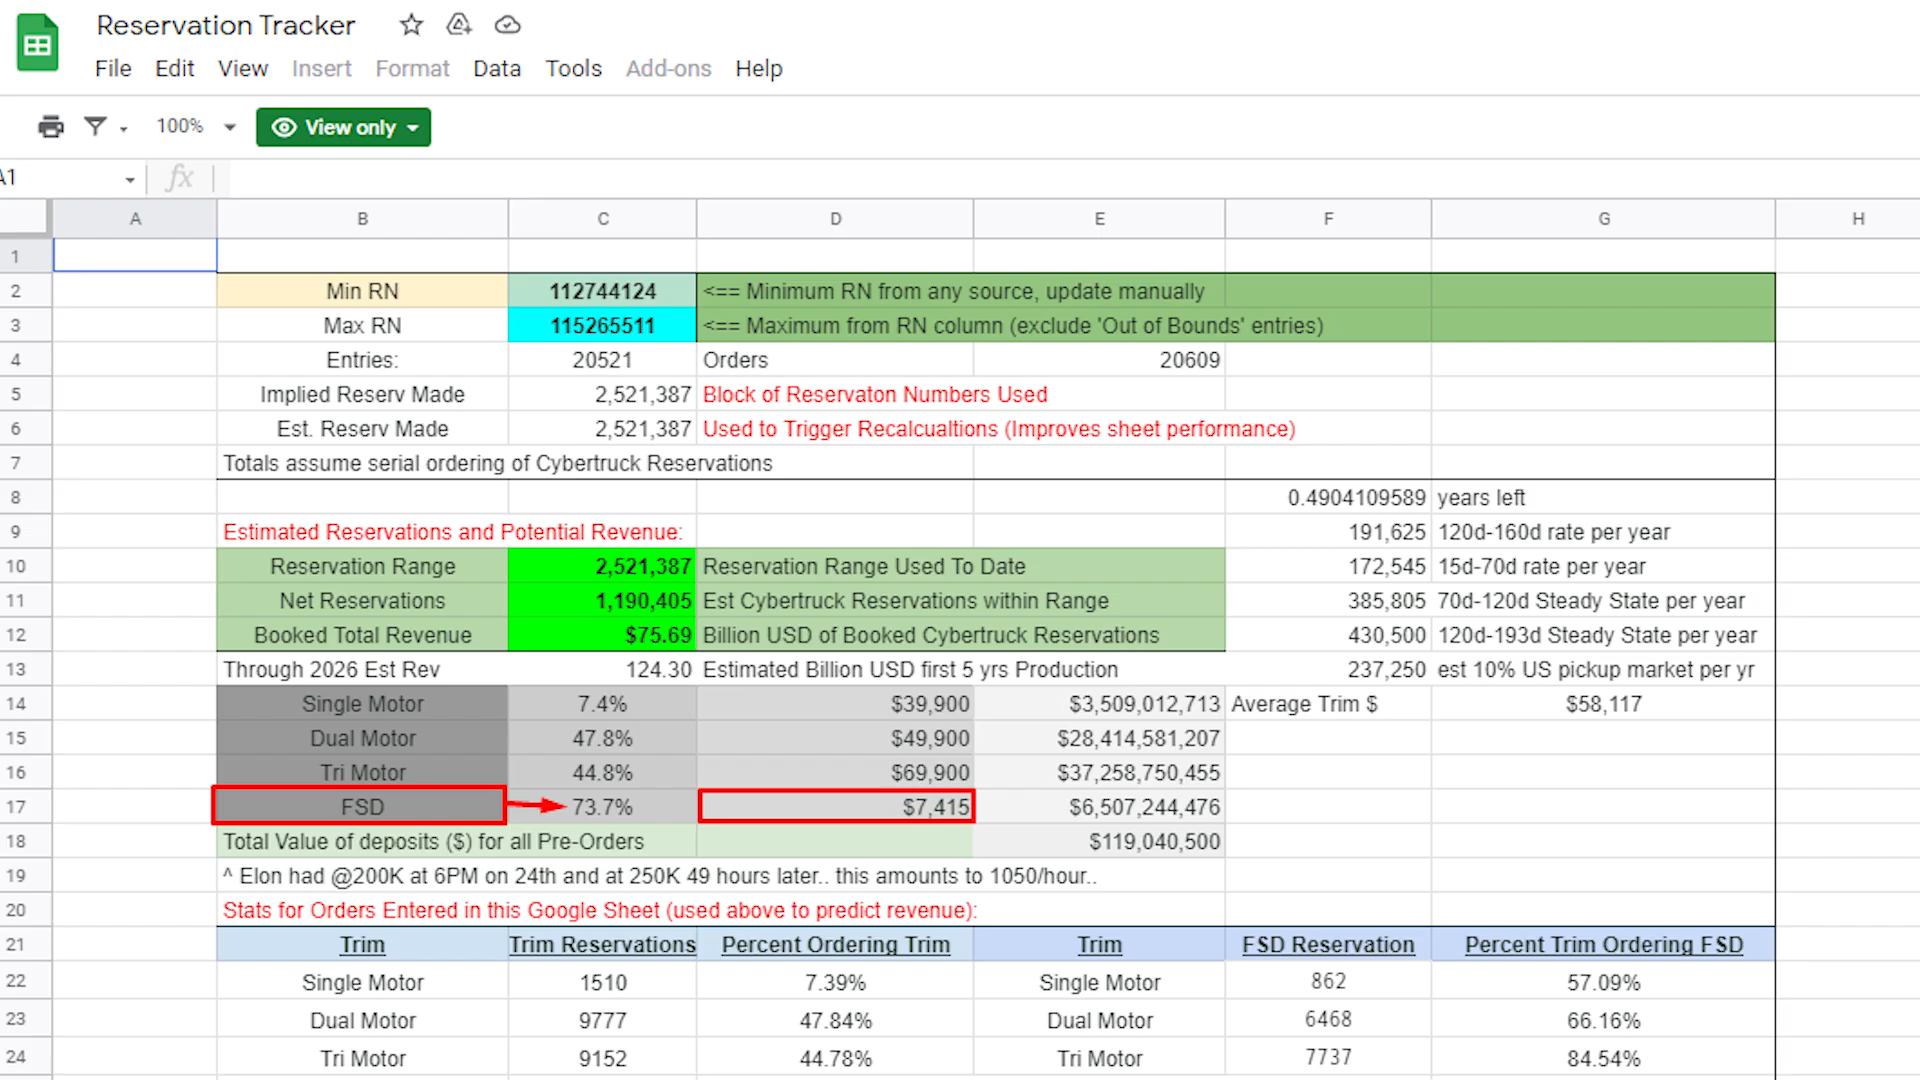 Reservation Tracker
File Edit View Insert Format Data Tools Add-ons Help
100% View only
A1 fx
A B C D E F G H
1
2 Min RN 112744124 <== Minimum RN from any source, update manually
3 Max RN 115265511 <== Maximum from RN column (exclude 'Out of Bounds' entries)
4 Entries: 20521 Orders 20609
5 Implied Reserv Made 2,521,387 Block of Reservaton Numbers Used
6 Est. Reserv Made 2,521,387 Used to Trigger Recalcualtions (Improves sheet performance)
7 Totals assume serial ordering of Cybertruck Reservations
8 0.4904109589 years left
9 Estimated Reservations and Potential Revenue: 191,625 120d-160d rate per year
10 Reservation Range 2,521,387 Reservation Range Used To Date 172,545 15d-70d rate per year
11 Net Reservations 1,190,405 Est Cybertruck Reservations within Range 385,805 70d-120d Steady State per year
12 Booked Total Revenue $75.69 Billion USD of Booked Cybertruck Reservations 430,500 120d-193d Steady State per year
13 Through 2026 Est Rev 124.30 Estimated Billion USD first 5 yrs Production 237,250 est 10% US pickup market per yr
14 Single Motor 7.4% $39,900 $3,509,012,713 Average Trim $ $58,117
15 Dual Motor 47.8% $49,900 $28,414,581,207
16 Tri Motor 44.8% $69,900 $37,258,750,455
17 FSD 73.7% $7,415 $6,507,244,476
18 Total Value of deposits ($) for all Pre-Orders $119,040,500
19 ^ Elon had @200K at 6PM on 24th and at 250K 49 hours later.. this amounts to 1050/hour..
20 Stats for Orders Entered in this Google Sheet (used above to predict revenue):
21 Trim Trim Reservations Percent Ordering Trim Trim FSD Reservation Percent Trim Ordering FSD
22 Single Motor 1510 7.39% Single Motor 862 57.09%
23 Dual Motor 9777 47.84% Dual Motor 6468 66.16%
24 Tri Motor 9152 44.78% Tri Motor 7737 84.54%